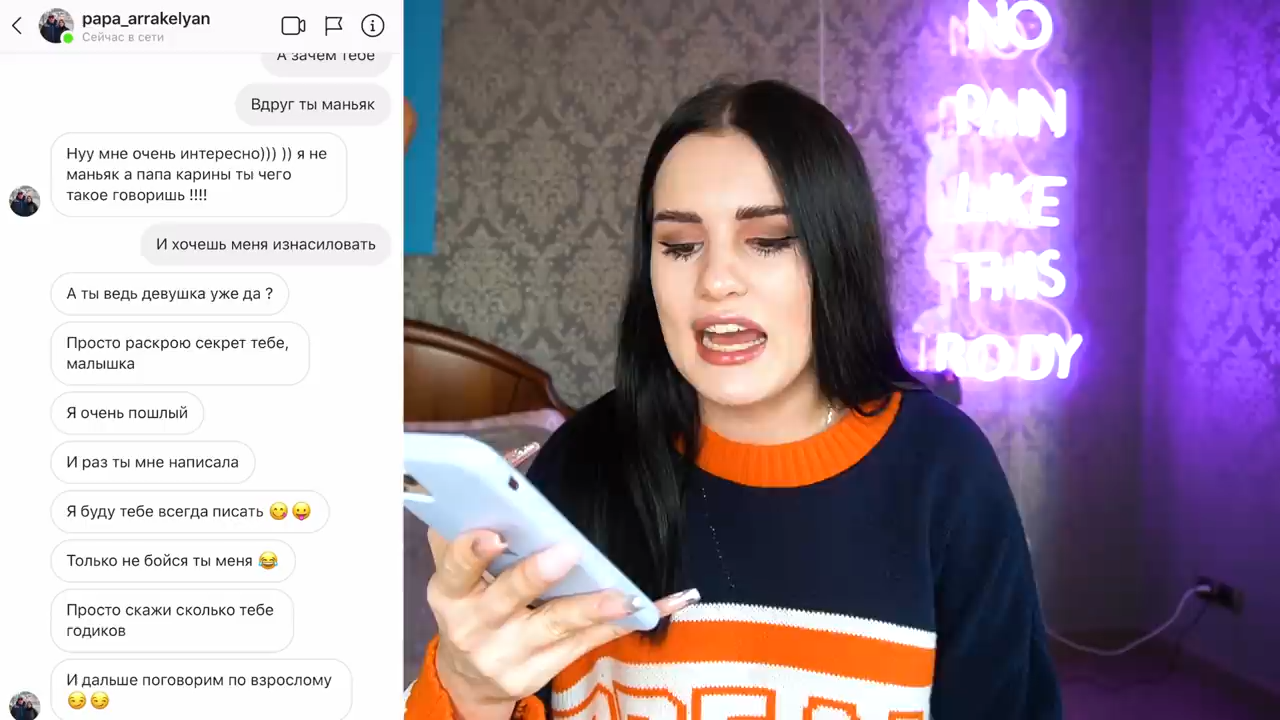 papa_arrakelyan
Сейчас в сети
А зачем тебе
Вдруг ты маньяк
Нуу мне очень интересно))) )) я не
маньяк а папа карины ты чего
такое говоришь !!!!
И хочешь меня изнасиловать
А ты ведь девушка уже да ?
Просто раскрою секрет тебе,
малышка
Я очень пошлый
И раз ты мне написала
Я буду тебе всегда писать 😋😛
Только не бойся ты меня 😂
Просто скажи сколько тебе
годиков
И дальше поговорим по взрослому
😏😏
NO
PAIN
LIKE
THIS
BODY